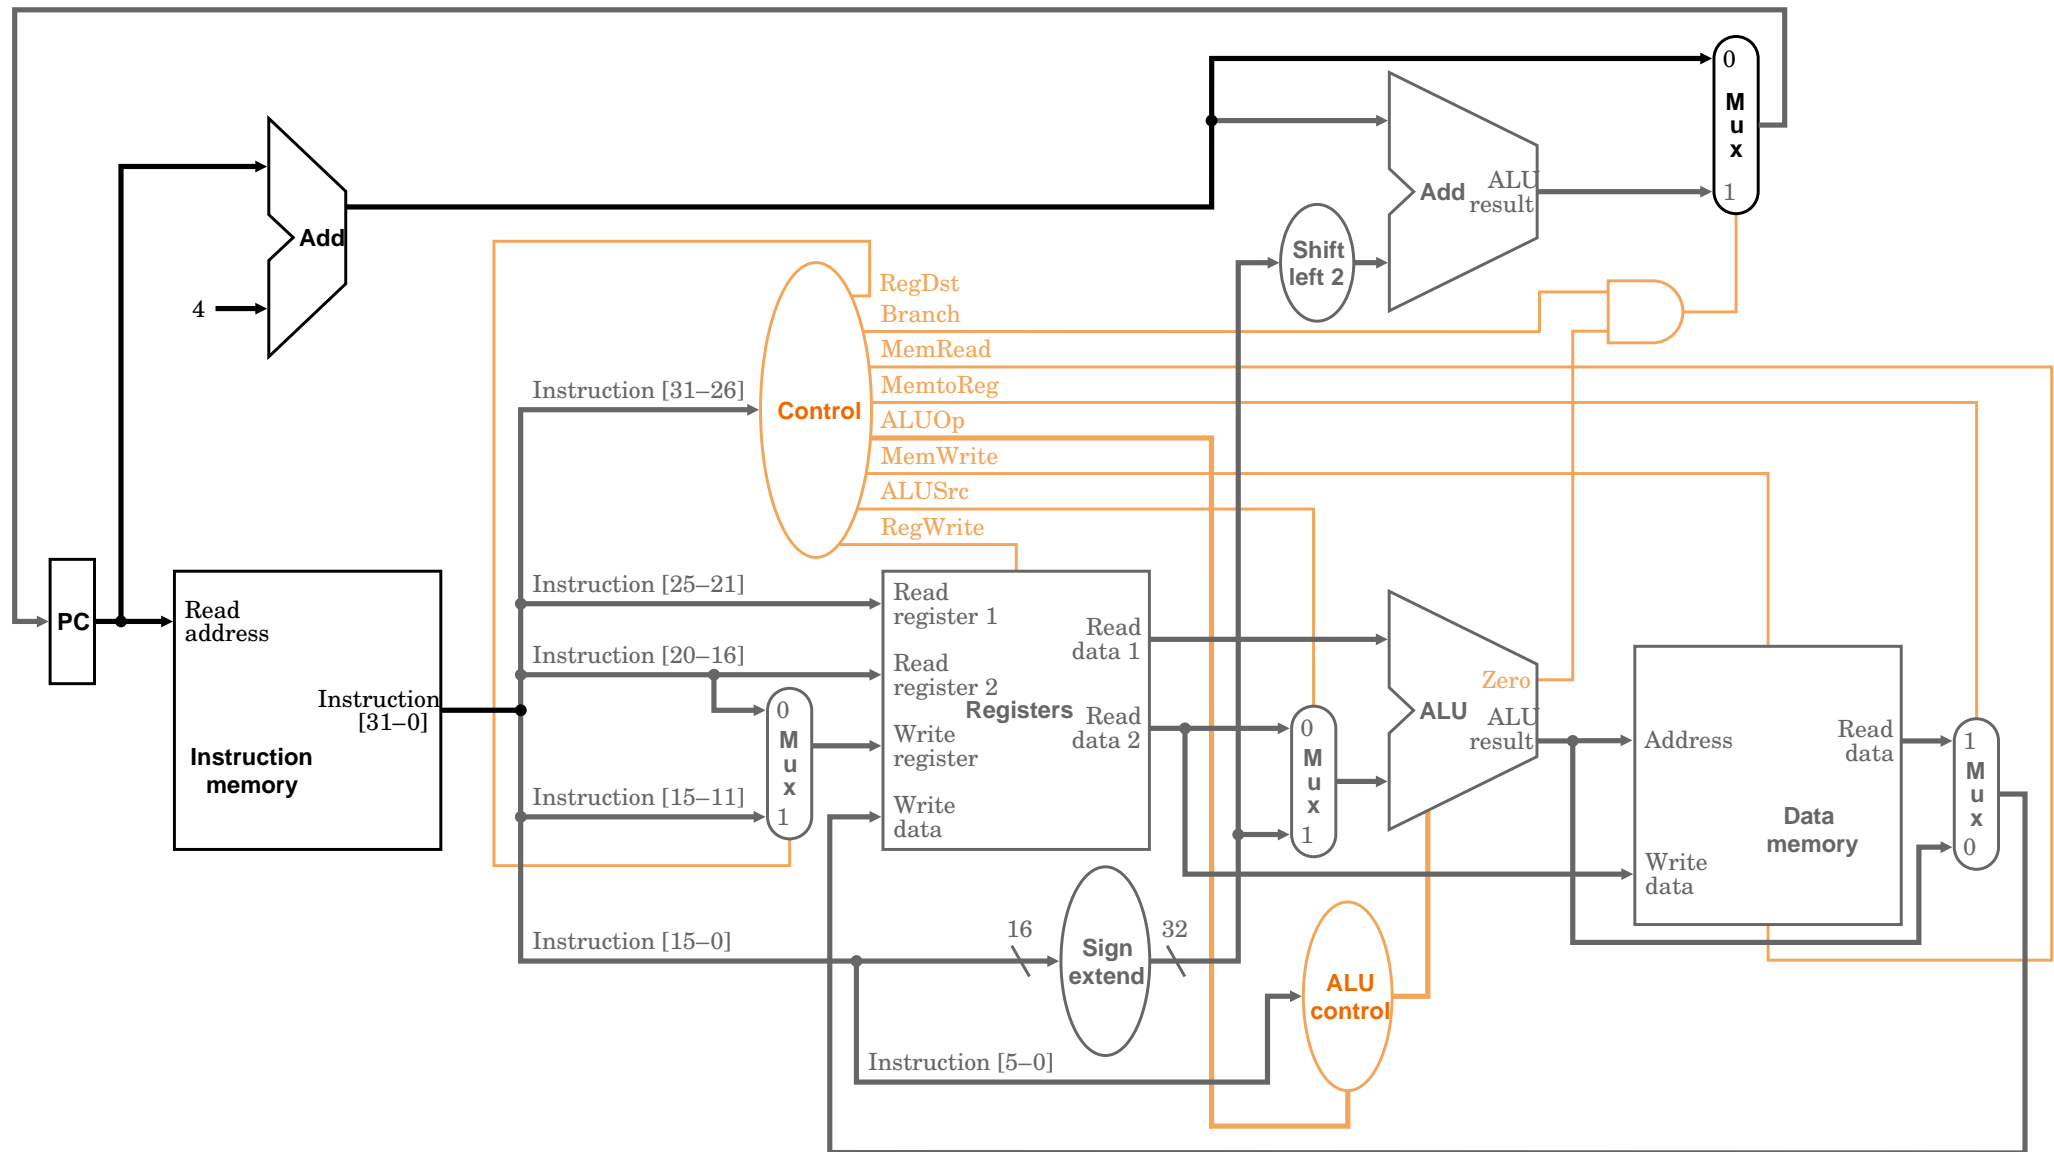 0
M
u
x
1
Add
ALU
result
Add
4
Shift
left 2
RegDst
Branch
MemRead
MemtoReg
ALUOp
MemWrite
ALUSrc
RegWrite
Control
Instruction [31–26]
Instruction [25–21]
Instruction [20–16]
Instruction [15–11]
Instruction [15–0]
PC
Read
address
Instruction
[31–0]
Instruction
memory
0
M
u
x
1
Read
register 1
Read
register 2
Write
register
Write
data
Registers
Read
data 1
Read
data 2
0
M
u
x
1
Zero
ALU
ALU
result
Address
Read
data
Data
memory
Write
data
1
M
u
x
0
16
Sign
extend
32
ALU
control
Instruction [5–0]